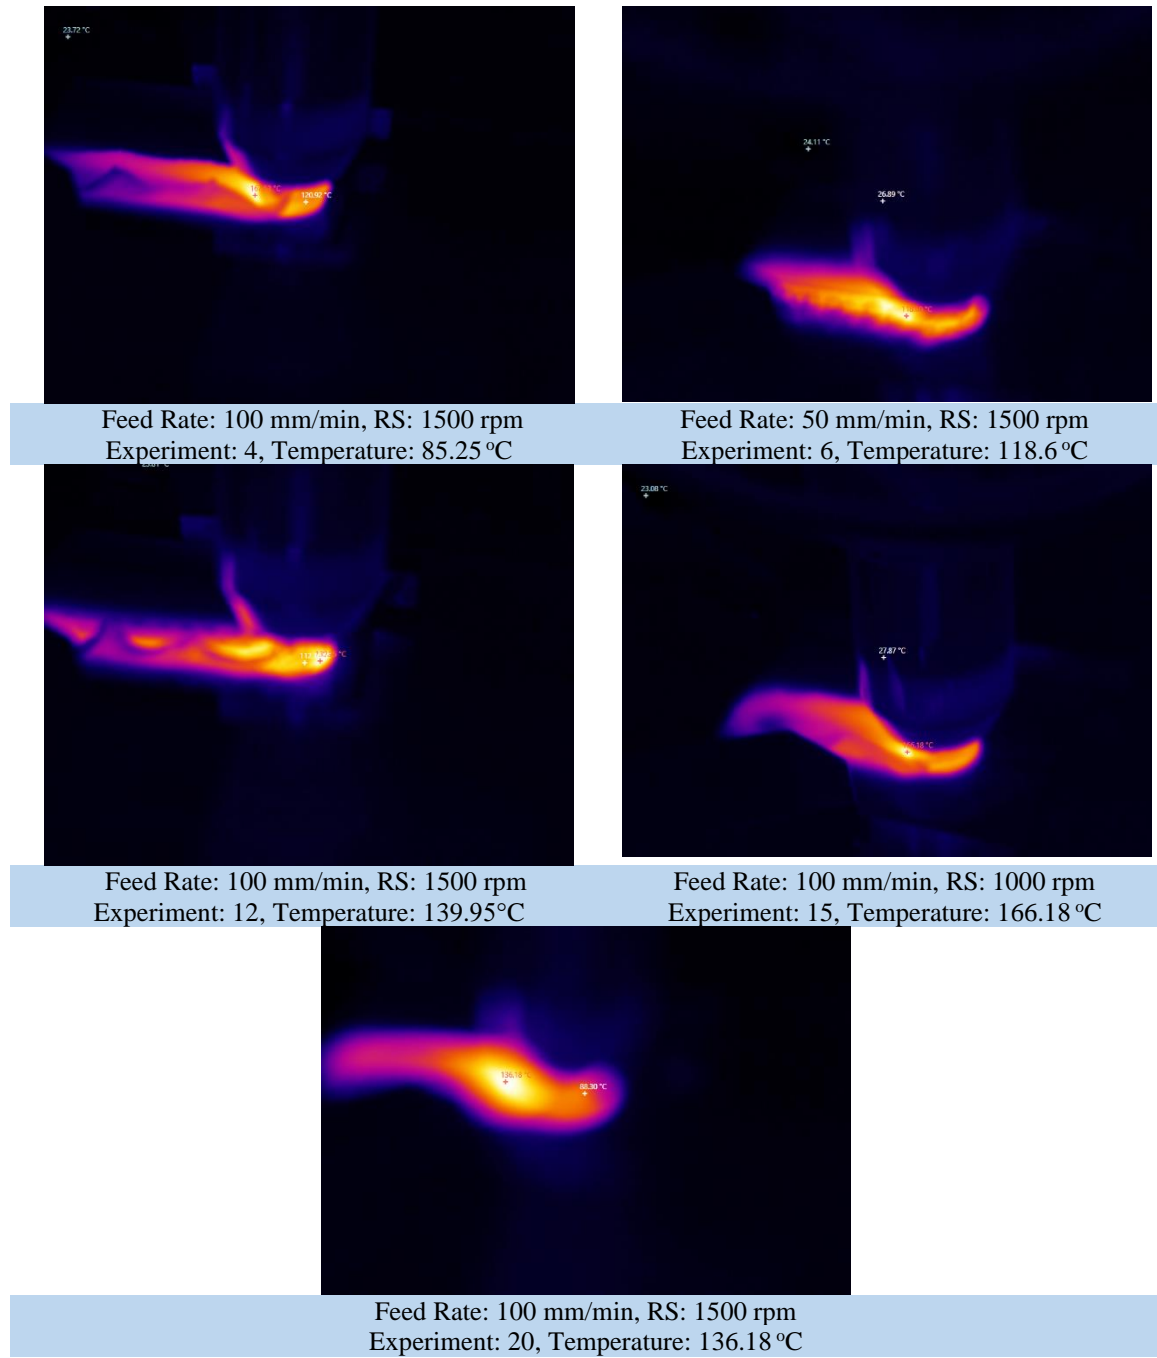 23.72 °C
120.92 °C
24.11 °C
26.89 °C
Feed Rate: 100 mm/min, RS: 1500 rpm
Experiment: 4, Temperature: 85.25 °C
Feed Rate: 50 mm/min, RS: 1500 rpm
Experiment: 6, Temperature: 118.6 °C
23.08 °C
27.87 °C
Feed Rate: 100 mm/min, RS: 1500 rpm
Experiment: 12, Temperature: 139.95°C
Feed Rate: 100 mm/min, RS: 1000 rpm
Experiment: 15, Temperature: 166.18 °C
136.18 °C
88.30 °C
Feed Rate: 100 mm/min, RS: 1500 rpm
Experiment: 20, Temperature: 136.18 °C